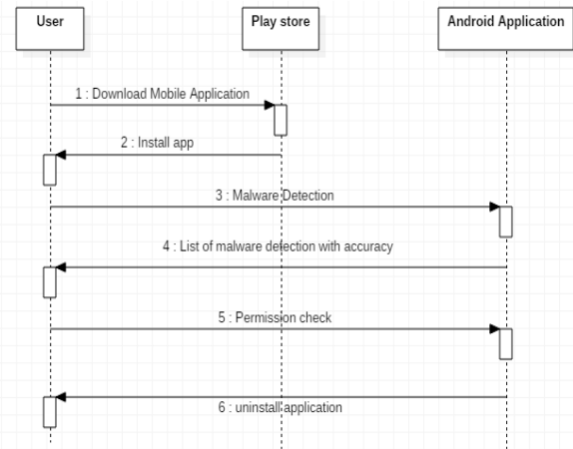 User
Play store
Android Application
1 : Download Mobile Application
2 : Install app
3 : Malware Detection
4 : List of malware detection with accuracy
5 : Permission check
6 : uninstall application